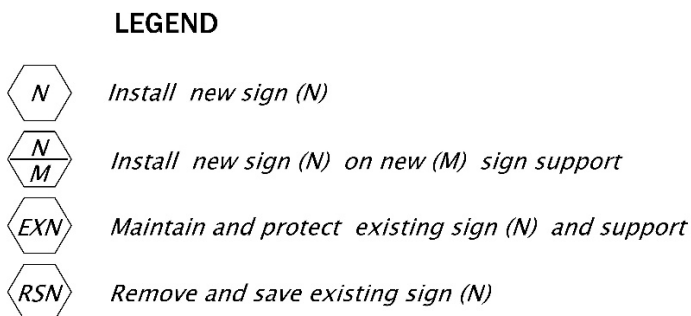 LEGEND
N Install new sign (N)
N
M Install new sign (N) on new (M) sign support
EXN Maintain and protect existing sign (N) and support
RSN Remove and save existing sign (N)